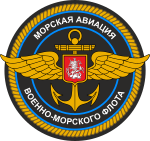 МОРСКАЯ АВИАЦИЯ
ВОЕННО-МОРСКОГО ФЛОТА